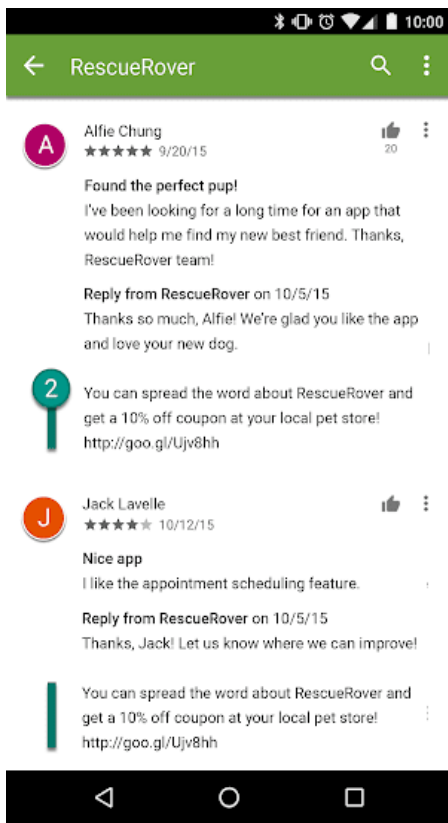 10:00
RescueRover
A
Alfie Chung
★★★★★ 9/20/15
20
Found the perfect pup!
I've been looking for a long time for an app that
would help me find my new best friend. Thanks,
RescueRover team!
Reply from RescueRover on 10/5/15
Thanks so much, Alfie! We're glad you like the app
and love your new dog.
2
You can spread the word about RescueRover and
get a 10% off coupon at your local pet store!
http://goo.gl/Ujv8hh
J
Jack Lavelle
★★★★★ 10/12/15
Nice app
I like the appointment scheduling feature.
Reply from RescueRover on 10/5/15
Thanks, Jack! Let us know where we can improve!
You can spread the word about RescueRover and
get a 10% off coupon at your local pet store!
http://goo.gl/Ujv8hh